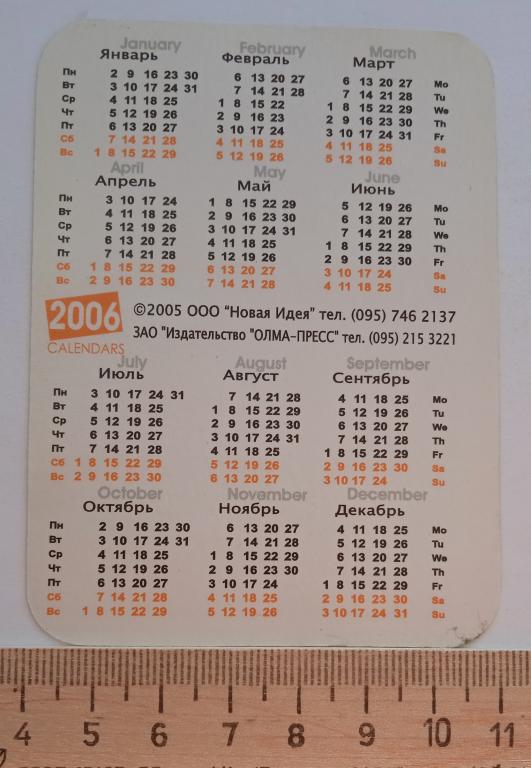 January February March
Январь Февраль Март
Пн 2 9 16 23 30 6 13 20 27 6 13 20 27 Mo
Вт 3 10 17 24 31 7 14 21 28 7 14 21 28 Tu
Ср 4 11 18 25 1 8 15 22 1 8 15 22 29 We
Чт 5 12 19 26 2 9 16 23 2 9 16 23 30 Th
Пт 6 13 20 27 3 10 17 24 3 10 17 24 31 Fr
Сб 7 14 21 28 4 11 18 25 4 11 18 25 Sa
Вс 1 8 15 22 29 5 12 19 26 5 12 19 26 Su
April May June
Апрель Май Июнь
Пн 3 10 17 24 1 8 15 22 29 5 12 19 26 Mo
Вт 4 11 18 25 2 9 16 23 30 6 13 20 27 Tu
Ср 5 12 19 26 3 10 17 24 31 7 14 21 28 We
Чт 6 13 20 27 4 11 18 25 1 8 15 22 29 Th
Пт 7 14 21 28 5 12 19 26 2 9 16 23 30 Fr
Сб 1 8 15 22 29 6 13 20 27 3 10 17 24 Sa
Вс 2 9 16 23 30 7 14 21 28 4 11 18 25 Su
2006 ©2005 ООО "Новая Идея" тел. (095) 746 2137
CALENDARS ЗАО "Издательство "ОЛМА-ПРЕСС" тел. (095) 215 3221
July August September
Июль Август Сентябрь
Пн 3 10 17 24 31 7 14 21 28 4 11 18 25 Mo
Вт 4 11 18 25 1 8 15 22 29 5 12 19 26 Tu
Ср 5 12 19 26 2 9 16 23 30 6 13 20 27 We
Чт 6 13 20 27 3 10 17 24 31 7 14 21 28 Th
Пт 7 14 21 28 4 11 18 25 1 8 15 22 29 Fr
Сб 1 8 15 22 29 5 12 19 26 2 9 16 23 30 Sa
Вс 2 9 16 23 30 6 13 20 27 3 10 17 24 Su
October November December
Октябрь Ноябрь Декабрь
Пн 2 9 16 23 30 6 13 20 27 4 11 18 25 Mo
Вт 3 10 17 24 31 7 14 21 28 5 12 19 26 Tu
Ср 4 11 18 25 1 8 15 22 29 6 13 20 27 We
Чт 5 12 19 26 2 9 16 23 30 7 14 21 28 Th
Пт 6 13 20 27 3 10 17 24 1 8 15 22 29 Fr
Сб 7 14 21 28 4 11 18 25 2 9 16 23 30 Sa
Вс 1 8 15 22 29 5 12 19 26 3 10 17 24 31 Su
4 5 6 7 8 9 10 11